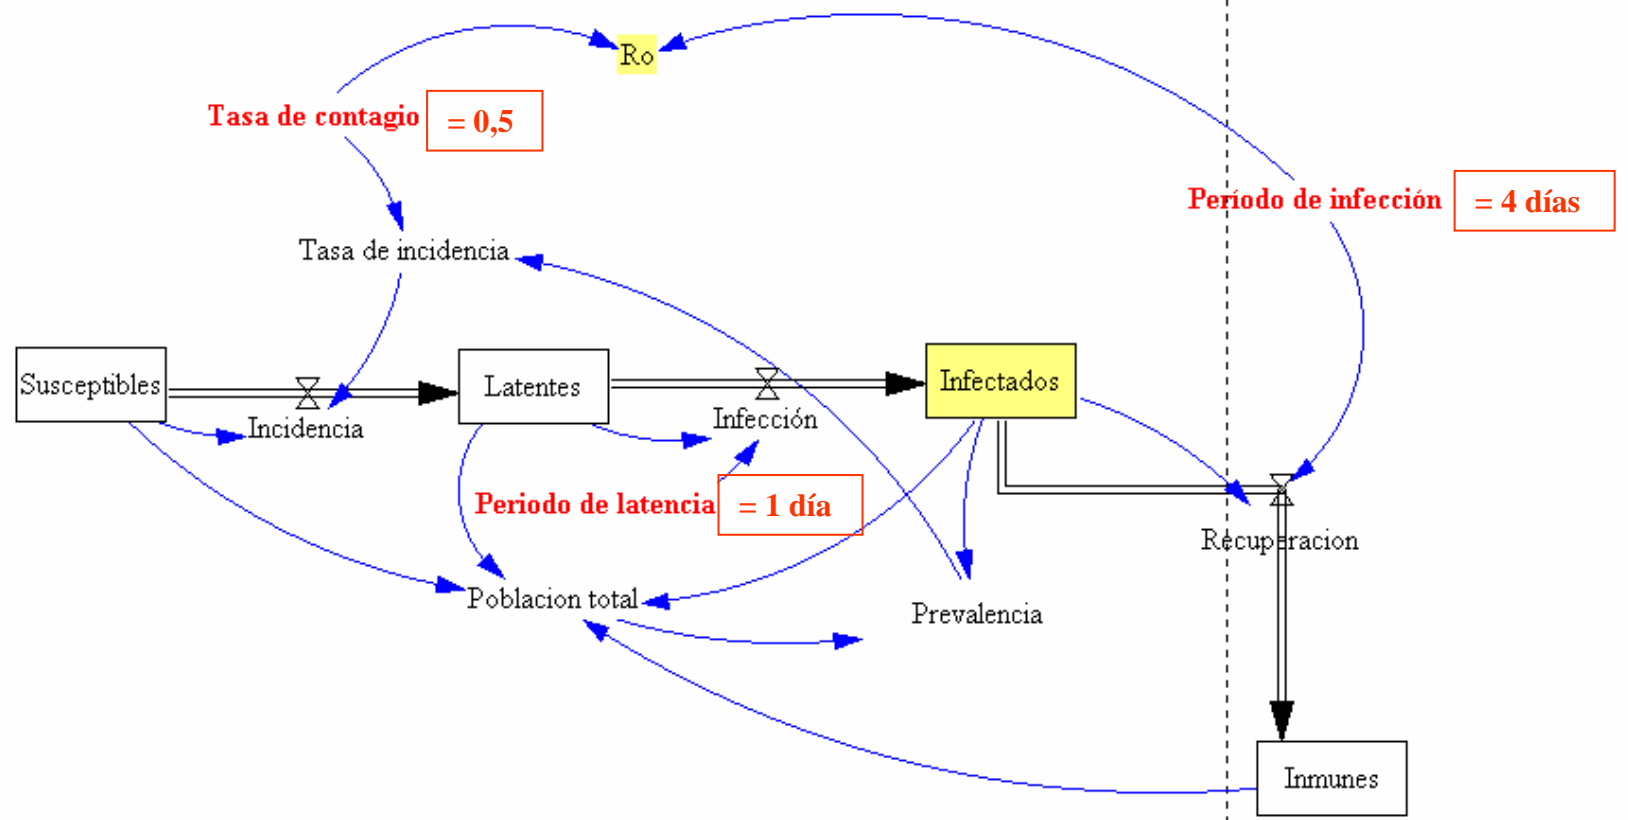 Ro
Tasa de contagio
= 0,5
Período de infección
= 4 días
Tasa de incidencia
Susceptibles
Latentes
Infectados
Incidencia
Infección
Periodo de latencia
= 1 día
Recuperacion
Poblacion total
Prevalencia
Inmunes